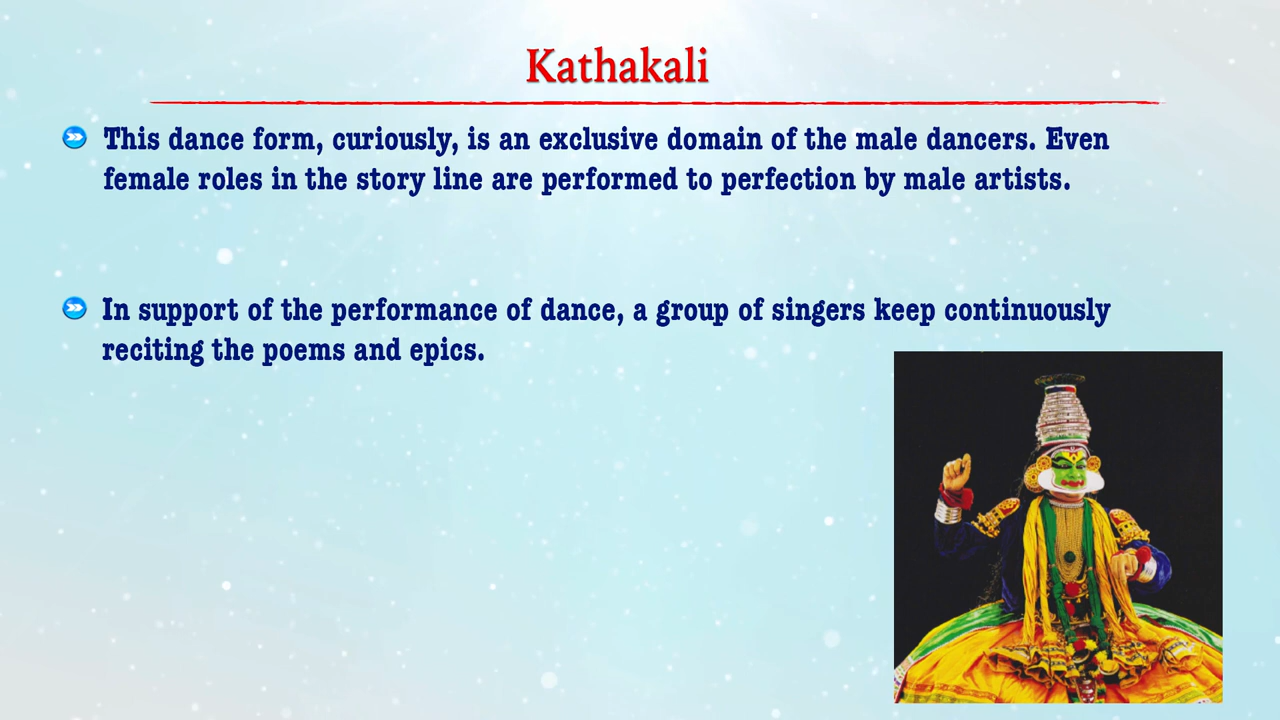 Kathakali
This dance form, curiously, is an exclusive domain of the male dancers. Even
female roles in the story line are performed to perfection by male artists.
In support of the performance of dance, a group of singers keep continuously
reciting the poems and epics.